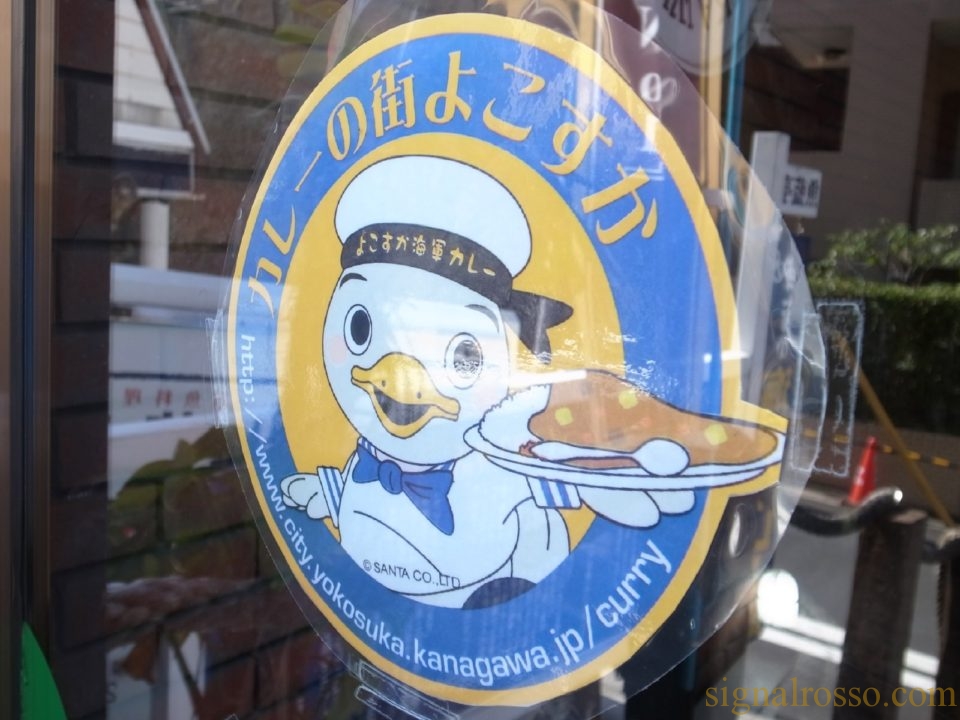 カレーの街よこすか
よこすか海軍カレー
© SANTA CO.,LTD
http://www.city.yokosuka.kanagawa.jp/curry
signalrosso.com